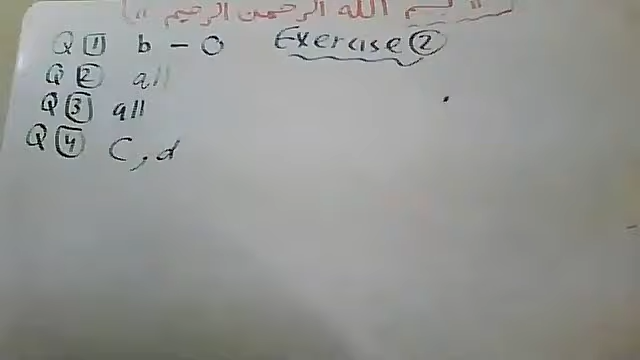 "بسم الله الرحمن الرحيم"
Q 1 b - O Exercise 2
Q 2 all
Q 3 all
Q 4 C, d